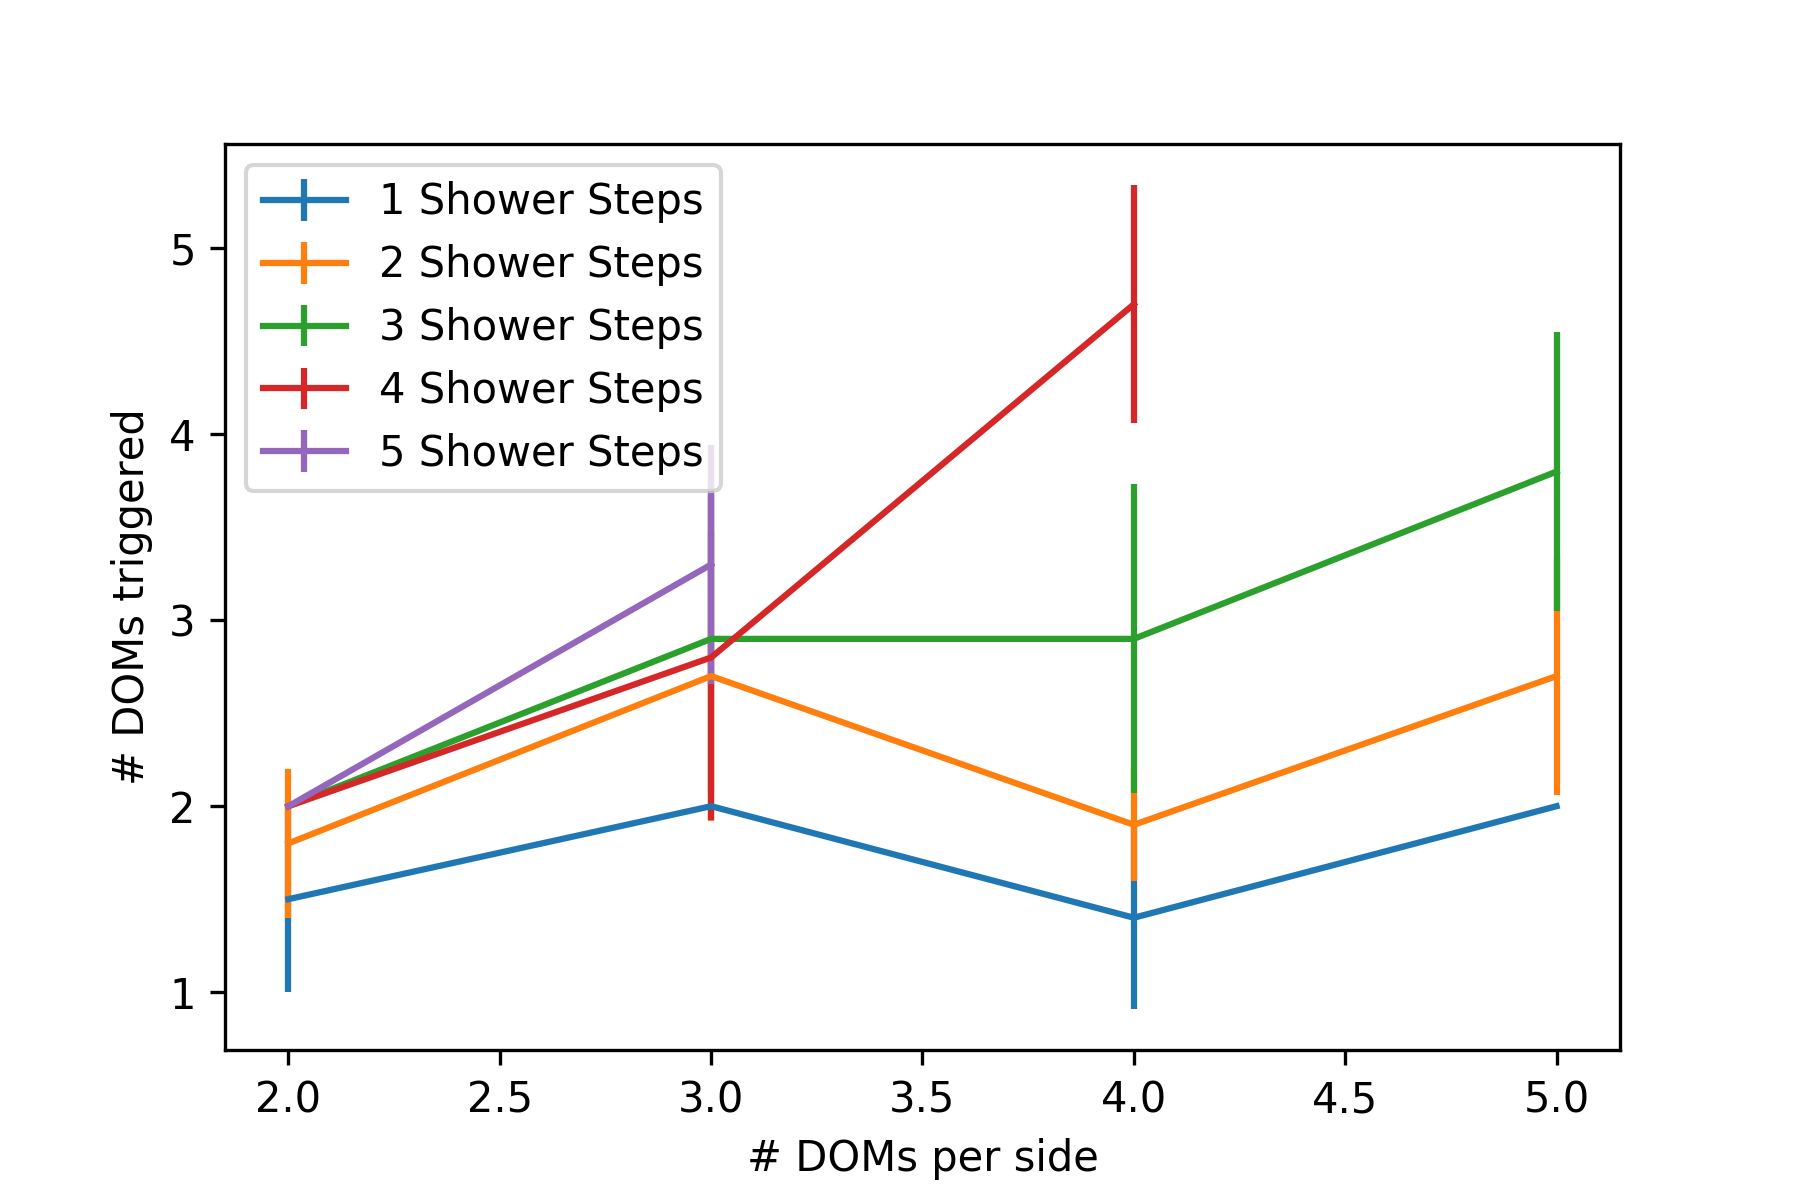 1 Shower Steps
2 Shower Steps
3 Shower Steps
4 Shower Steps
5 Shower Steps
# DOMs triggered
5
4
3
2
1
2.0 2.5 3.0 3.5 4.0 4.5 5.0
# DOMs per side